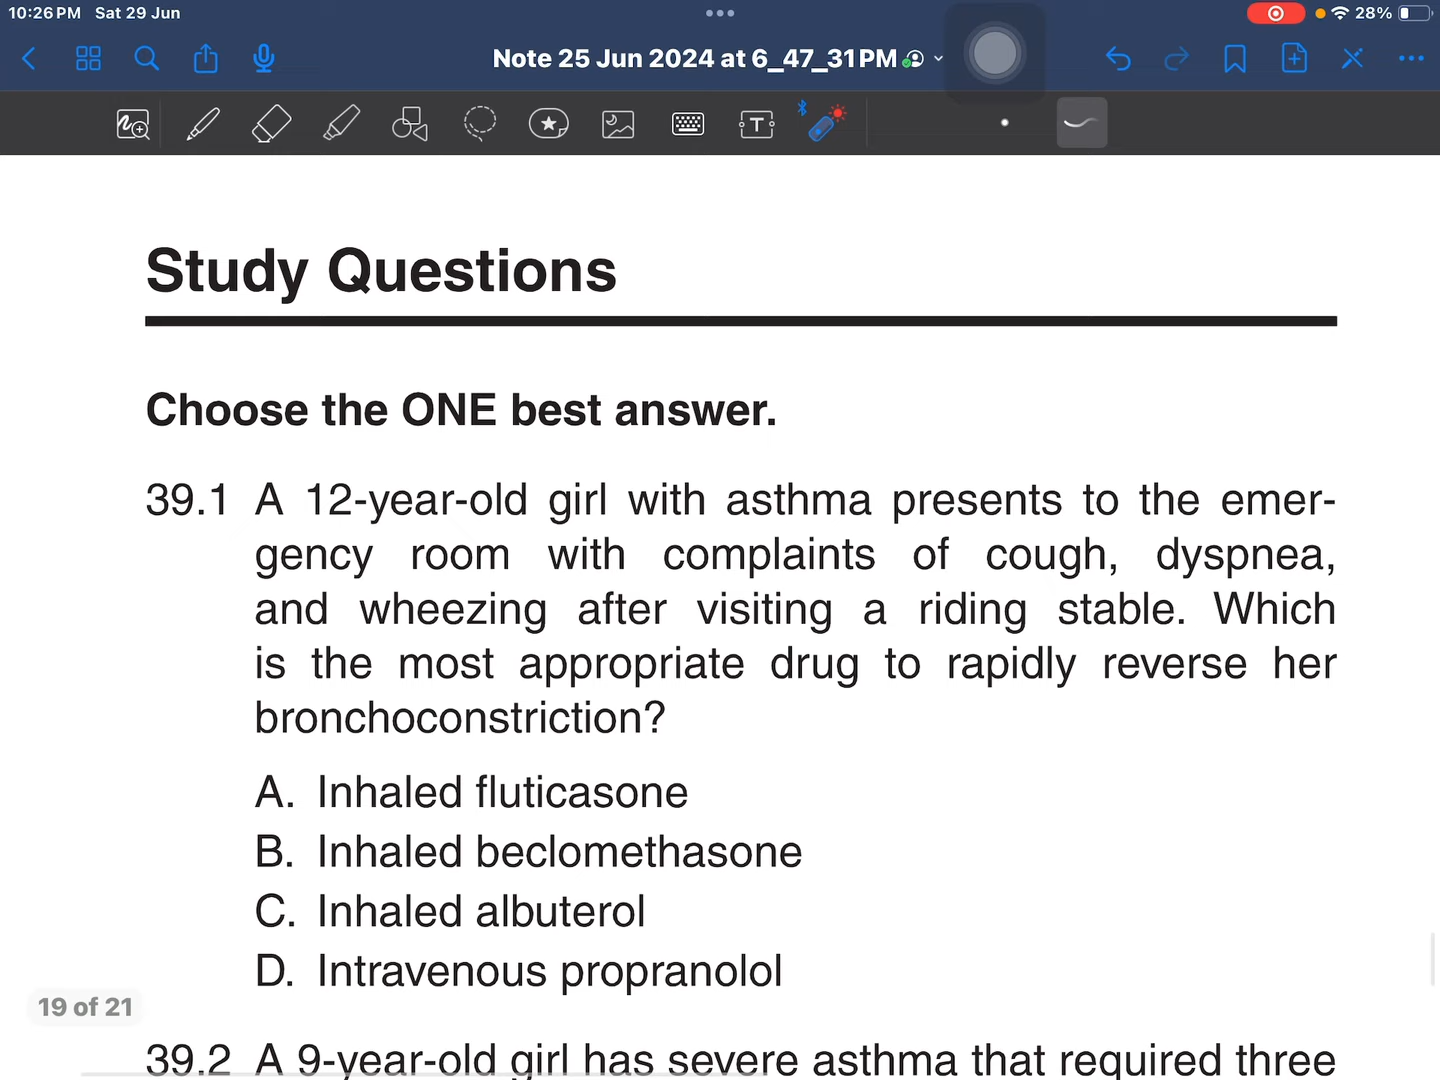 10:26 PM Sat 29 Jun
28%
Note 25 Jun 2024 at 6_47_31 PM
T
Study Questions
Choose the ONE best answer.
39.1 A 12-year-old girl with asthma presents to the emer-
gency room with complaints of cough, dyspnea,
and wheezing after visiting a riding stable. Which
is the most appropriate drug to rapidly reverse her
bronchoconstriction?
A. Inhaled fluticasone
B. Inhaled beclomethasone
C. Inhaled albuterol
D. Intravenous propranolol
19 of 21
39.2 A 9-year-old girl has severe asthma that required three